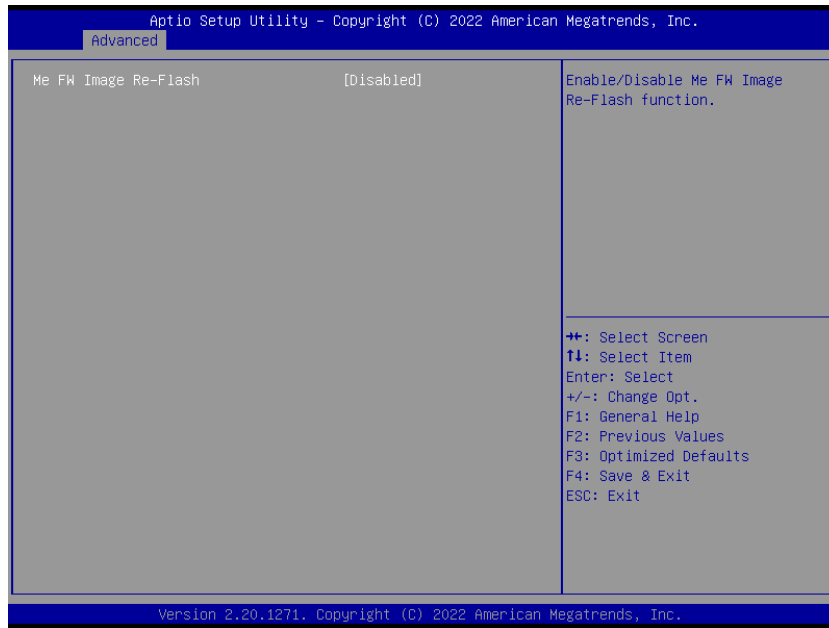 Aptio Setup Utility – Copyright (C) 2022 American Megatrends, Inc.
Advanced
Me FW Image Re-Flash [Disabled]
Enable/Disable Me FW Image
Re-Flash function.
→←: Select Screen
↑↓: Select Item
Enter: Select
+/-: Change Opt.
F1: General Help
F2: Previous Values
F3: Optimized Defaults
F4: Save & Exit
ESC: Exit
Version 2.20.1271. Copyright (C) 2022 American Megatrends, Inc.